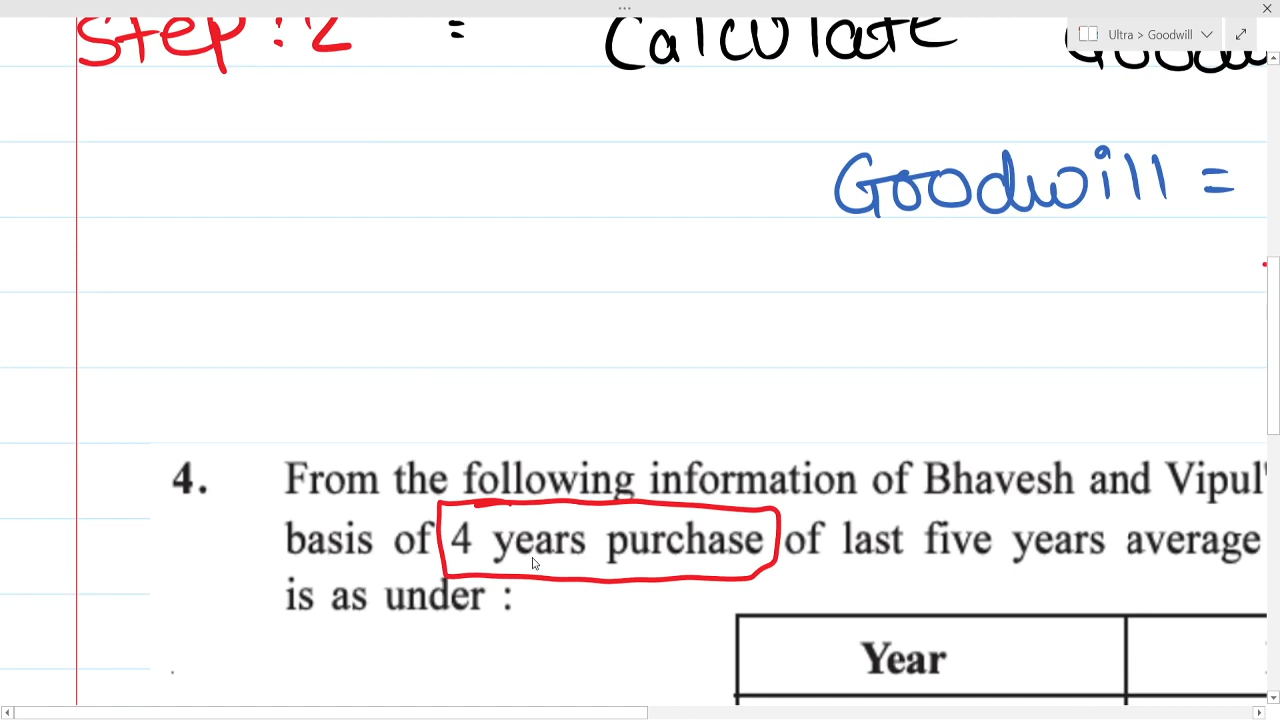 Step : 2 = Calculate
Ultra > Goodwill
Goodwill =
4. From the following information of Bhavesh and Vipul'
basis of 4 years purchase of last five years average
is as under :
Year